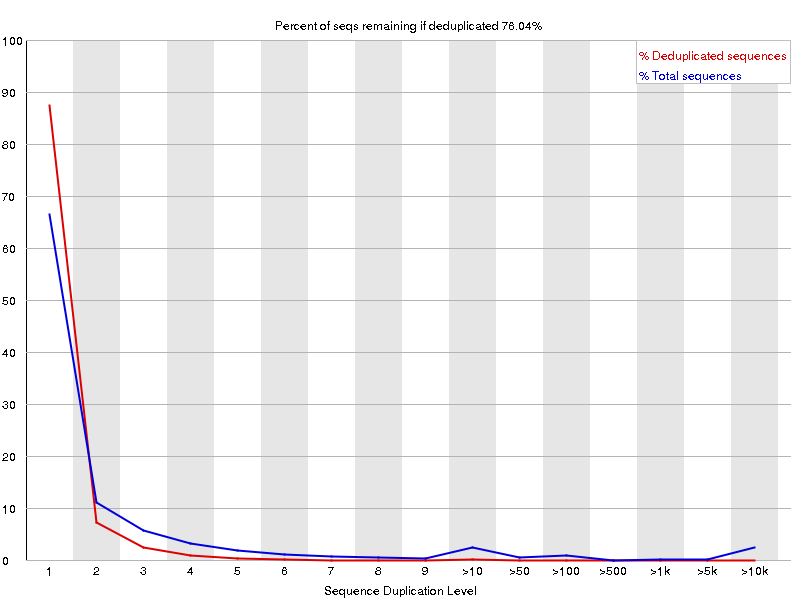 Percent of seqs remaining if deduplicated 76.04%
% Deduplicated sequences
% Total sequences
100
90
80
70
60
50
40
30
20
10
0
1 2 3 4 5 6 7 8 9 >10 >50 >100 >500 >1k >5k >10k
Sequence Duplication Level